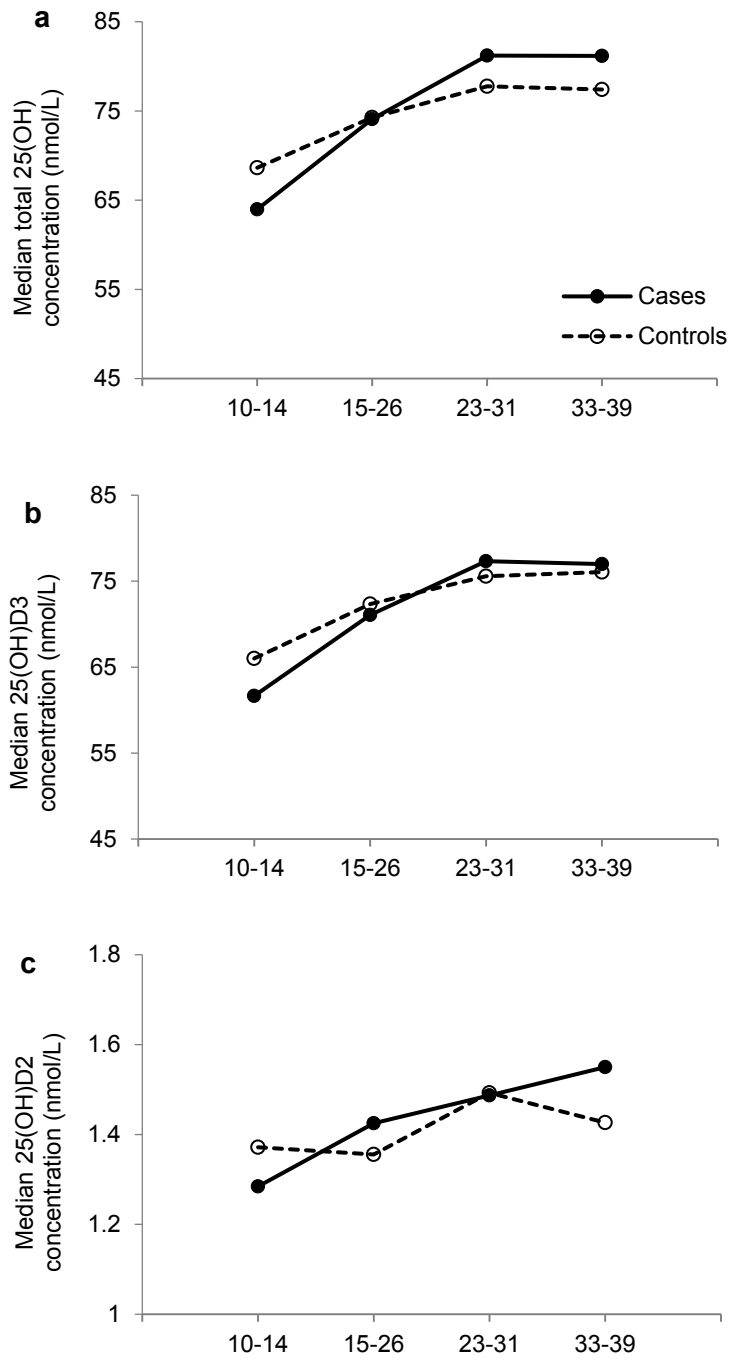 a
Median total 25(OH)
concentration (nmol/L)
85
75
65
55
45
Cases
Controls
10-14 15-26 23-31 33-39
b
Median 25(OH)D3
concentration (nmol/L)
85
75
65
55
45
10-14 15-26 23-31 33-39
c
Median 25(OH)D2
concentration (nmol/L)
1.8
1.6
1.4
1.2
1
10-14 15-26 23-31 33-39